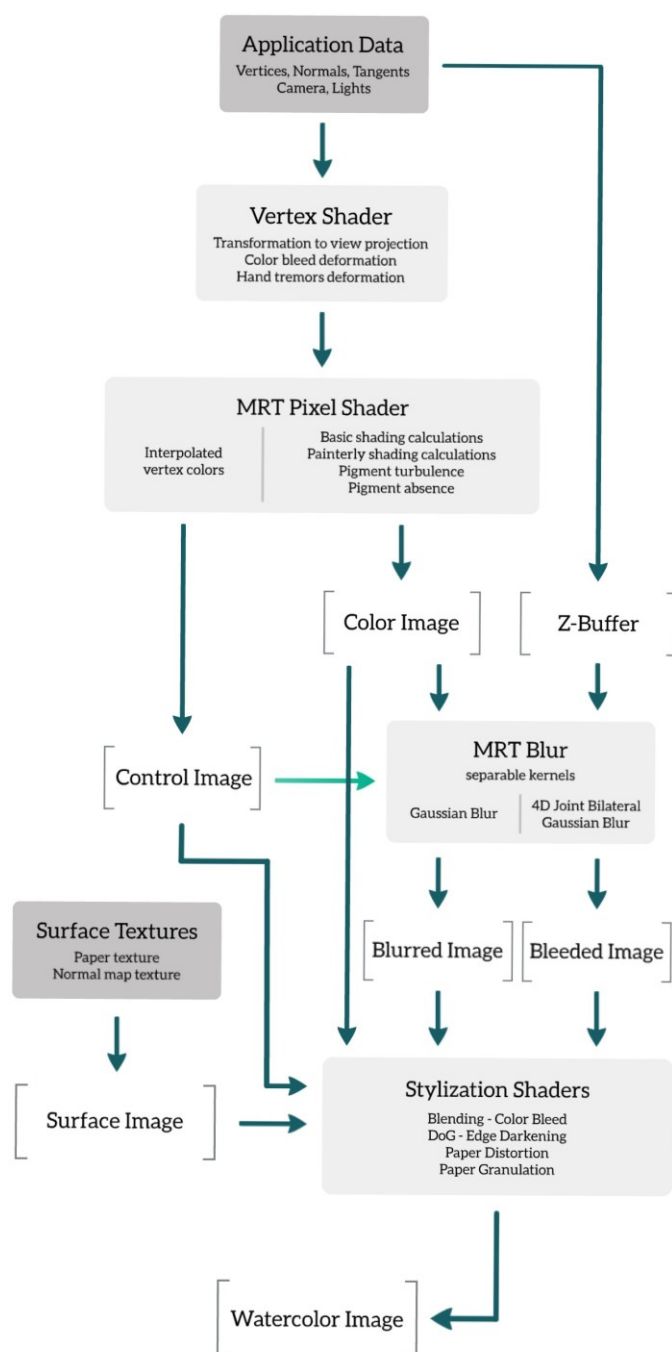 Application Data
Vertices, Normals, Tangents
Camera, Lights
Vertex Shader
Transformation to view projection
Color bleed deformation
Hand tremors deformation
MRT Pixel Shader
Interpolated
vertex colors
Basic shading calculations
Painterly shading calculations
Pigment turbulence
Pigment absence
Color Image
Z-Buffer
Control Image
MRT Blur
separable kernels
Gaussian Blur
4D Joint Bilateral
Gaussian Blur
Surface Textures
Paper texture
Normal map texture
Blurred Image
Bleeded Image
Surface Image
Stylization Shaders
Blending - Color Bleed
DoG - Edge Darkening
Paper Distortion
Paper Granulation
Watercolor Image